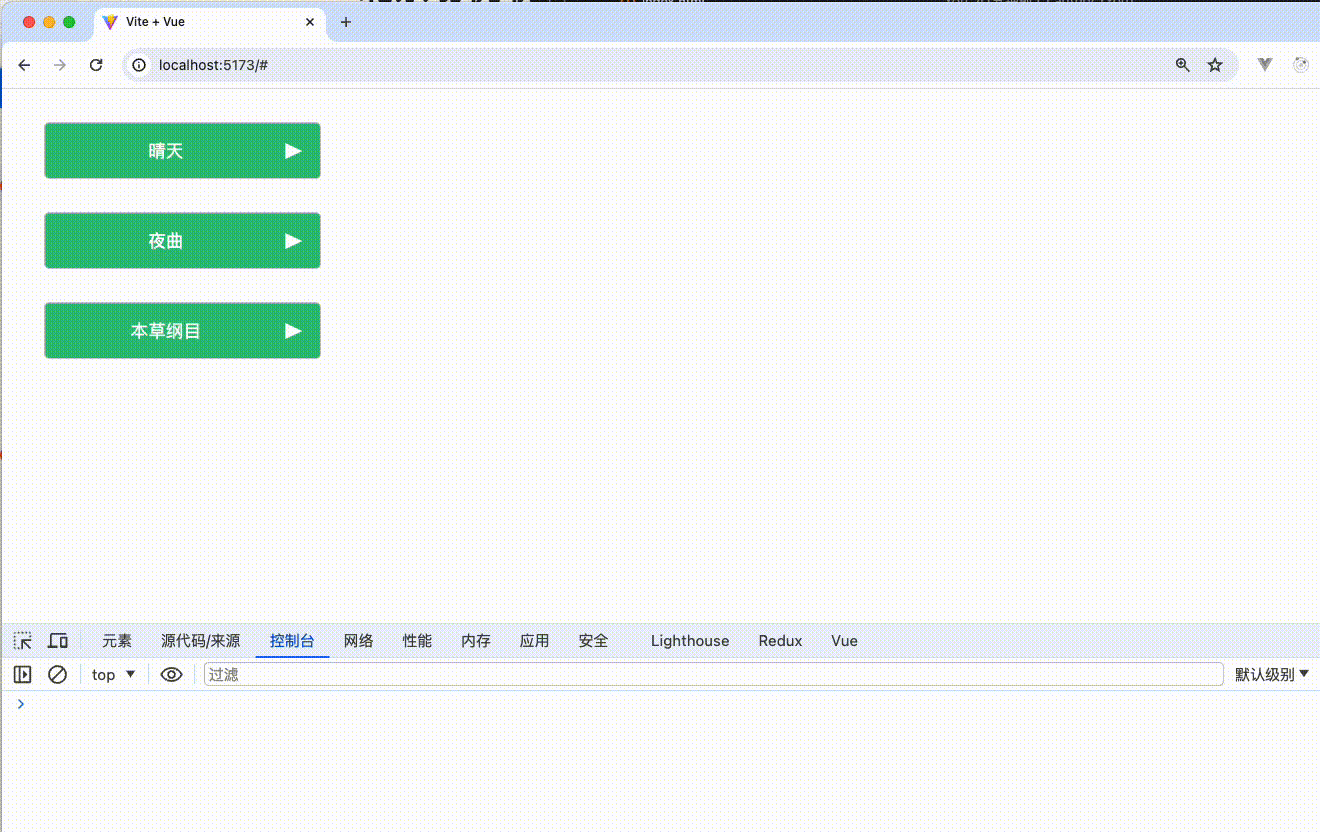 Vite + Vue
localhost:5173/#
晴天
夜曲
本草纲目
元素 源代码/来源 控制台 网络 性能 内存 应用 安全 Lighthouse Redux Vue
top 过滤 默认级别